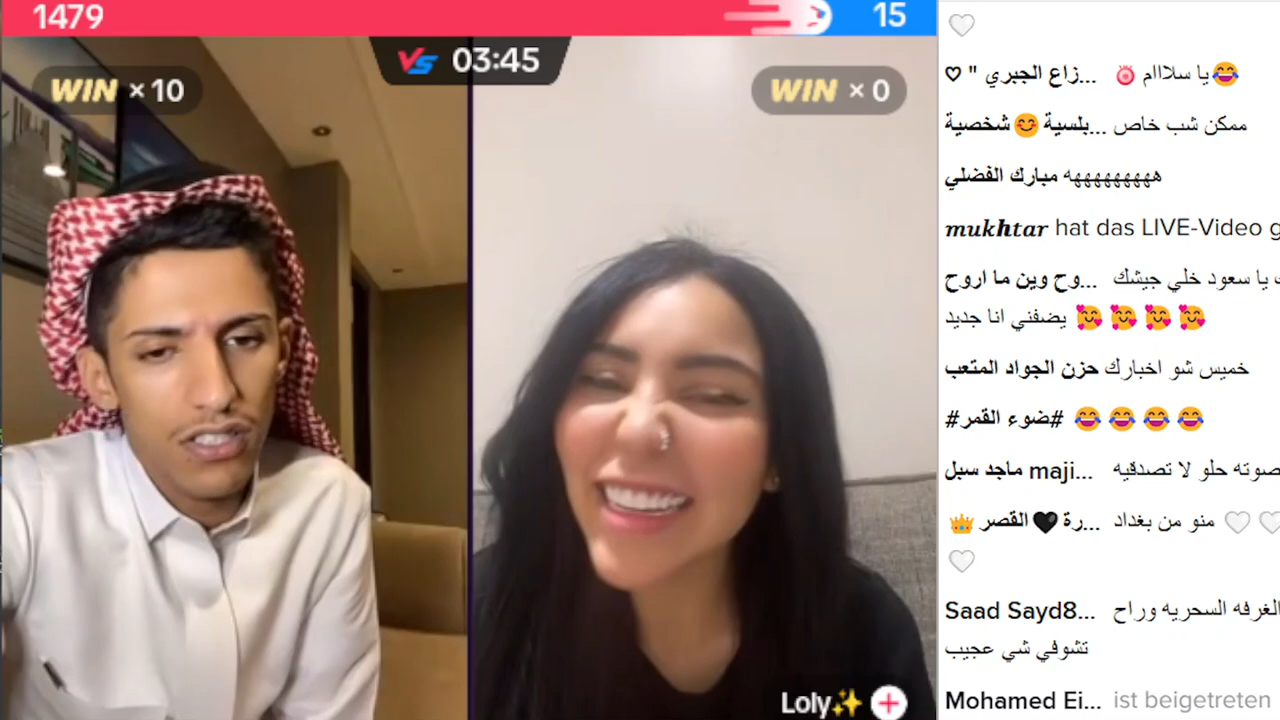 1479
15
VS 03:45
WIN × 10
WIN × 0
Loly✨
🤍
♡ " زاع الجبري... يا سلااام 😂
بلسية 😊 شخصية... ممكن شب خاص
مبارك الفضلي ههههههههه
mukhtar hat das LIVE-Video g
وح وين ما اروح... يا سعود خلي جيشك
يضفني انا جديد 🥰 🥰 🥰 🥰
حزن الجواد المتعب خميس شو اخبارك
#ضوء القمر# 😂 😂 😂 😂
ماجد سبل maji... صوته حلو لا تصدقيه
👑 رة 🖤 القصر... منو من بغداد 🤍 🤍
🤍
Saad Sayd8... الغرفه السحريه وراح
تشوفي شي عجيب
Mohamed Ei... ist beigetreten